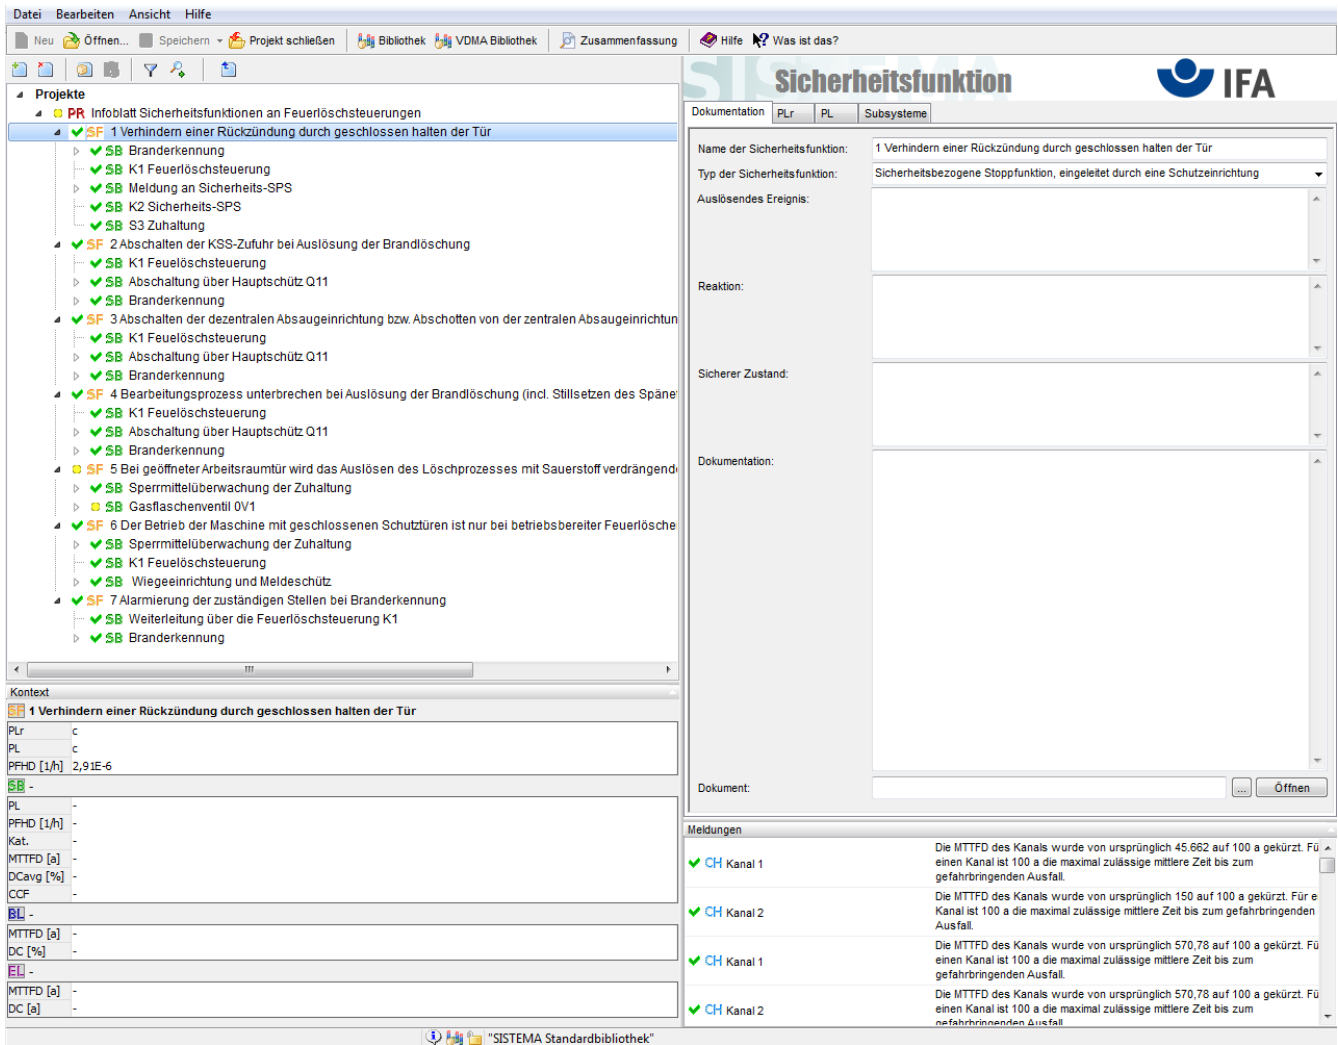 Datei Bearbeiten Ansicht Hilfe
Neu Öffnen... Speichern Projekt schließen Bibliothek VDMA Bibliothek Zusammenfassung Hilfe Was ist das?
Projekte
PR Infoblatt Sicherheitsfunktionen an Feuerlöschsteuerungen
SF 1 Verhindern einer Rückzündung durch geschlossen halten der Tür
SB Branderkennung
SB K1 Feuerlöschsteuerung
SB Meldung an Sicherheits-SPS
SB K2 Sicherheits-SPS
SB S3 Zuhaltung
SF 2 Abschalten der KSS-Zufuhr bei Auslösung der Brandlöschung
SB K1 Feuelöschsteuerung
SB Abschaltung über Hauptschütz Q11
SB Branderkennung
SF 3 Abschalten der dezentralen Absaugeinrichtung bzw. Abschotten von der zentralen Absaugeinrichtun
SB K1 Feuelöschsteuerung
SB Abschaltung über Hauptschütz Q11
SB Branderkennung
SF 4 Bearbeitungsprozess unterbrechen bei Auslösung der Brandlöschung (incl. Stillsetzen des Späne
SB K1 Feuelöschsteuerung
SB Abschaltung über Hauptschütz Q11
SB Branderkennung
SF 5 Bei geöffneter Arbeitsraumtür wird das Auslösen des Löschprozesses mit Sauerstoff verdrängend
SB Sperrmittelüberwachung der Zuhaltung
SB Gasflaschenventil 0V1
SF 6 Der Betrieb der Maschine mit geschlossenen Schutztüren ist nur bei betriebsbereiter Feuerlösche
SB Sperrmittelüberwachung der Zuhaltung
SB K1 Feuelöschsteuerung
SB Wiegeeinrichtung und Meldeschütz
SF 7 Alarmierung der zuständigen Stellen bei Branderkennung
SB Weiterleitung über die Feuerlöschsteuerung K1
SB Branderkennung
Kontext
SF 1 Verhindern einer Rückzündung durch geschlossen halten der Tür
PLr c
PL c
PFHD [1/h] 2,91E-6
SB -
PL -
PFHD [1/h] -
Kat. -
MTTFD [a] -
DCavg [%] -
CCF -
BL -
MTTFD [a] -
DC [%] -
EL -
MTTFD [a] -
DC [a] -
SISTEMA
Sicherheitsfunktion
IFA
Dokumentation PLr PL Subsysteme
Name der Sicherheitsfunktion: 1 Verhindern einer Rückzündung durch geschlossen halten der Tür
Typ der Sicherheitsfunktion: Sicherheitsbezogene Stoppfunktion, eingeleitet durch eine Schutzeinrichtung
Auslösendes Ereignis:
Reaktion:
Sicherer Zustand:
Dokumentation:
Dokument: ... Öffnen
Meldungen
CH Kanal 1
Die MTTFD des Kanals wurde von ursprünglich 45.662 auf 100 a gekürzt. Fü
einen Kanal ist 100 a die maximal zulässige mittlere Zeit bis zum
gefahrbringenden Ausfall.
CH Kanal 2
Die MTTFD des Kanals wurde von ursprünglich 150 auf 100 a gekürzt. Für e
Kanal ist 100 a die maximal zulässige mittlere Zeit bis zum gefahrbringenden
Ausfall.
CH Kanal 1
Die MTTFD des Kanals wurde von ursprünglich 570,78 auf 100 a gekürzt. Fü
einen Kanal ist 100 a die maximal zulässige mittlere Zeit bis zum
gefahrbringenden Ausfall.
CH Kanal 2
Die MTTFD des Kanals wurde von ursprünglich 570,78 auf 100 a gekürzt. Fü
einen Kanal ist 100 a die maximal zulässige mittlere Zeit bis zum
gefahrbringenden Ausfall.
"SISTEMA Standardbibliothek"